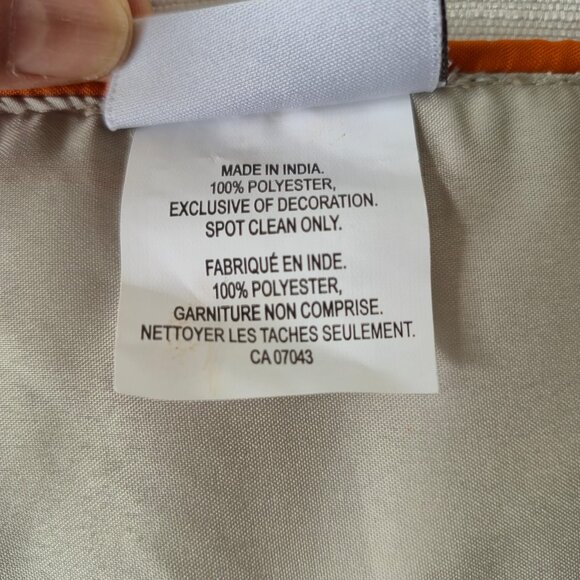 MADE IN INDIA.
100% POLYESTER,
EXCLUSIVE OF DECORATION.
SPOT CLEAN ONLY.
FABRIQUÉ EN INDE.
100% POLYESTER,
GARNITURE NON COMPRISE.
NETTOYER LES TACHES SEULEMENT.
CA 07043